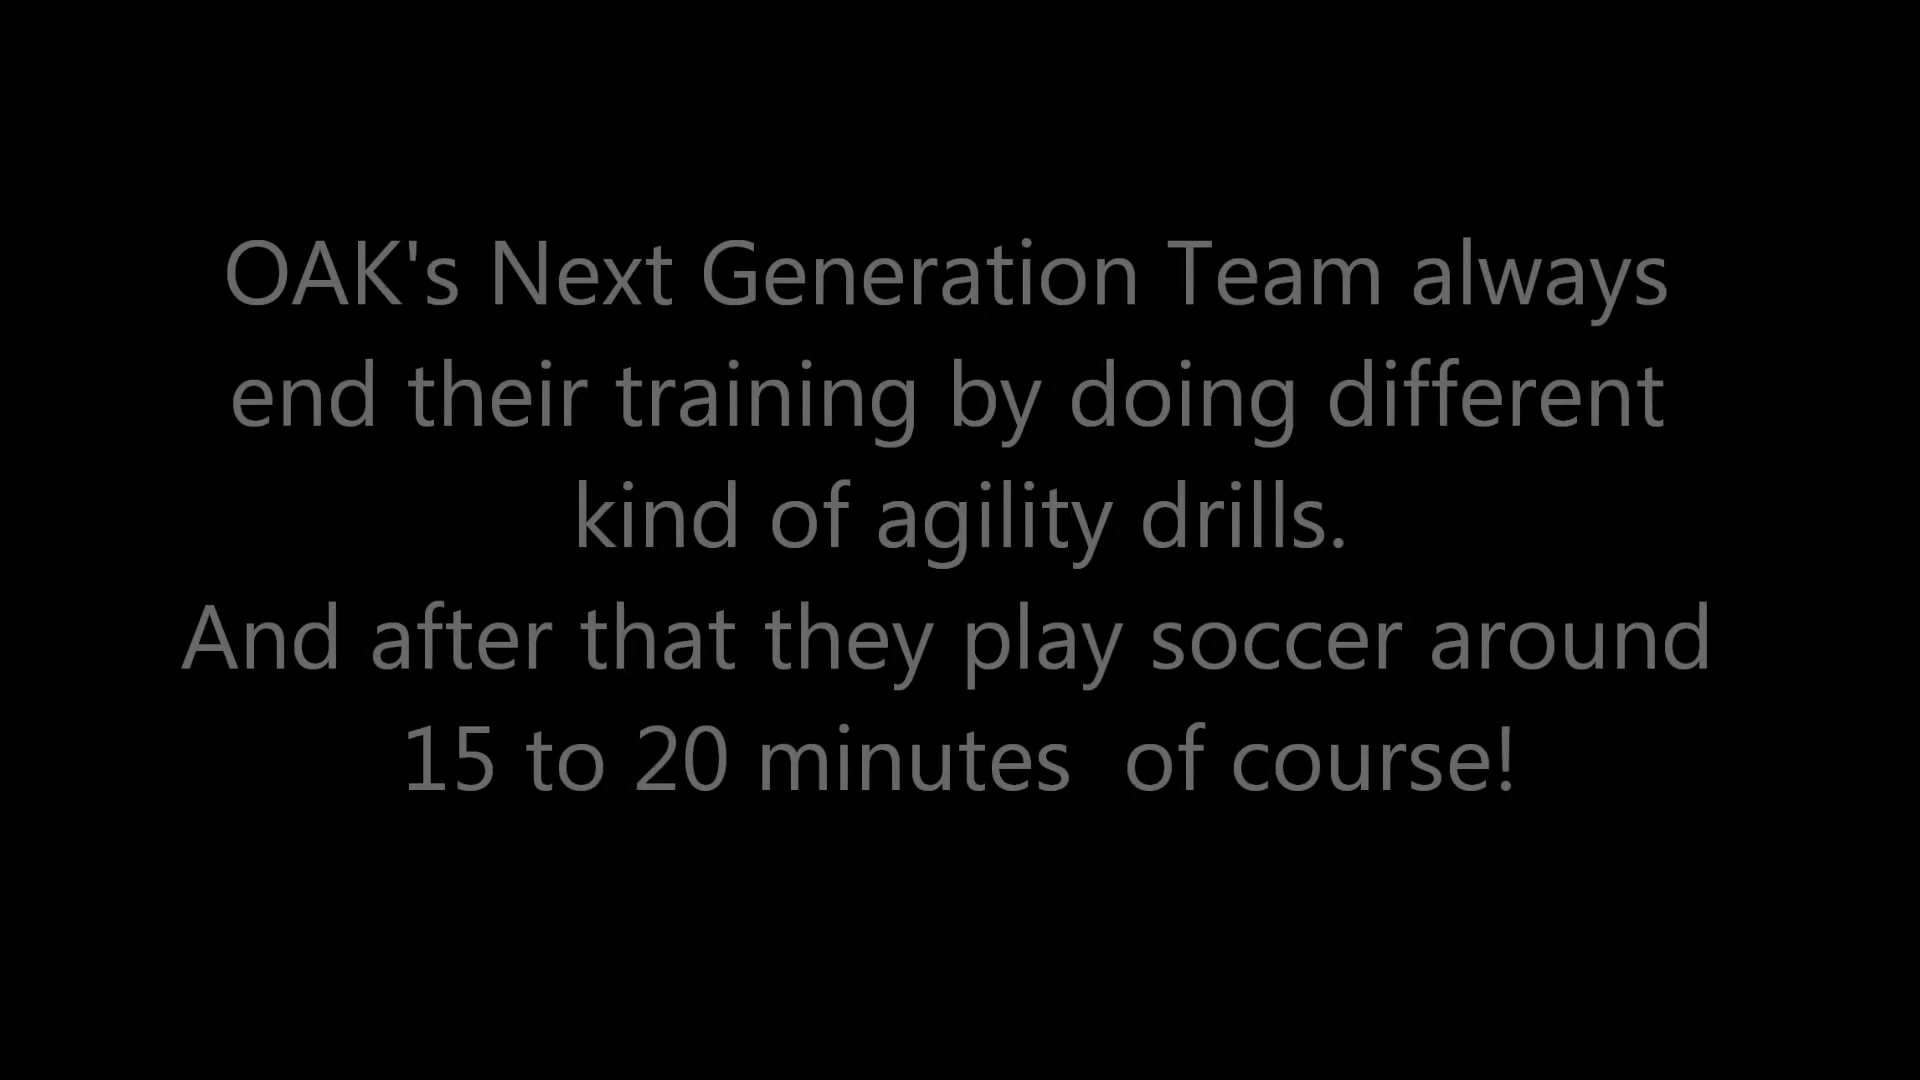 OAK's Next Generation Team always
end their training by doing different
kind of agility drills.
And after that they play soccer around
15 to 20 minutes  of course!